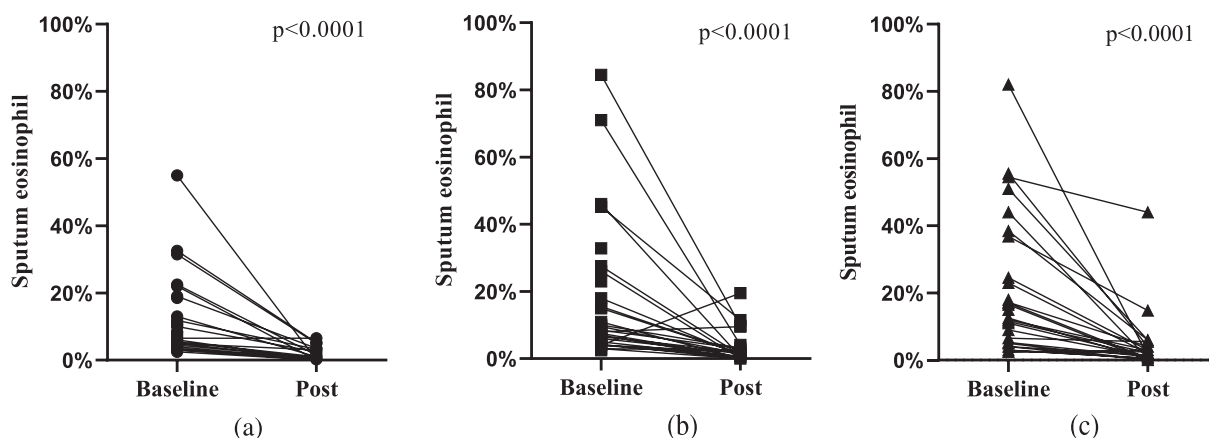 100%
80%
60%
40%
20%
0%
Sputum eosinophil
p<0.0001
Baseline
Post
(a)
100%
80%
60%
40%
20%
0%
Sputum eosinophil
p<0.0001
Baseline
Post
(b)
100%
80%
60%
40%
20%
0%
Sputum eosinophil
p<0.0001
Baseline
Post
(c)